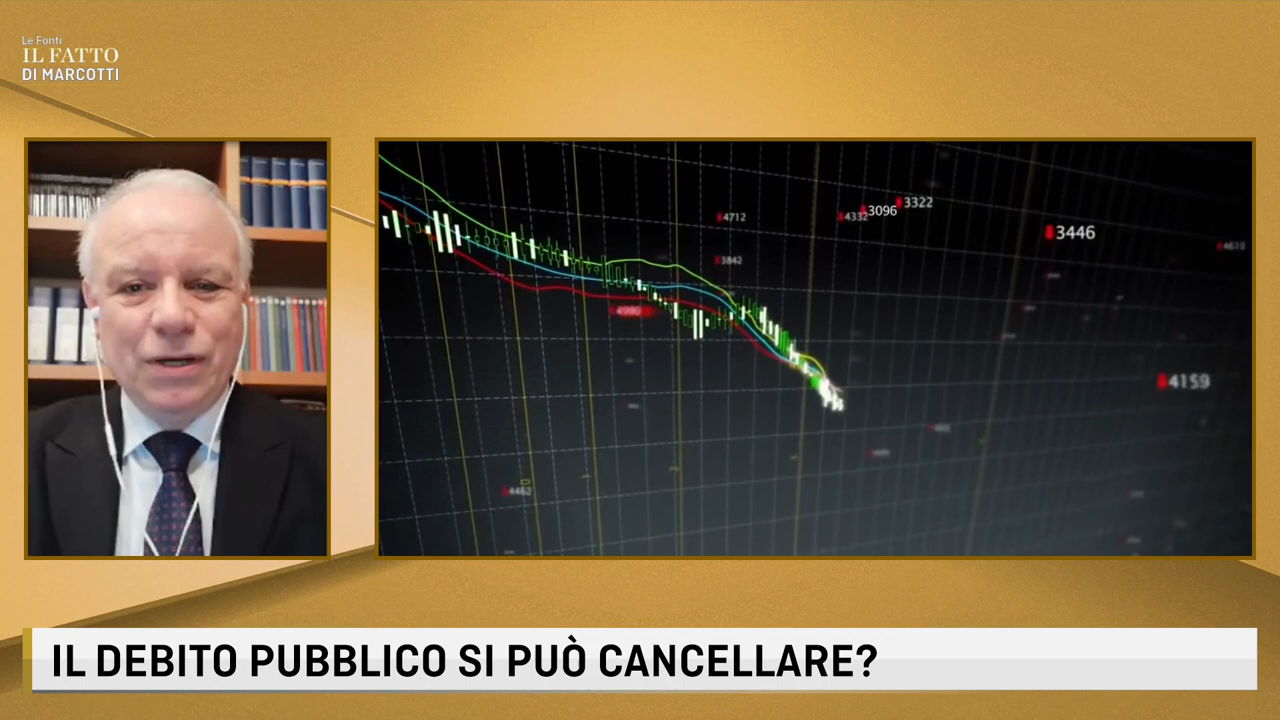 Le Fonti
IL FATTO
DI MARCOTTI
4712
4332
3096
3322
3446
3862
4159
4462
IL DEBITO PUBBLICO SI PUÒ CANCELLARE?